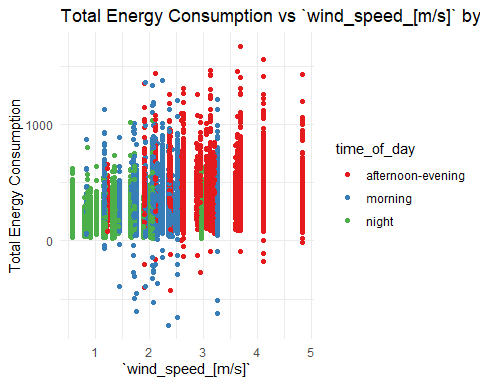 Total Energy Consumption vs `wind_speed_[m/s]` by
Total Energy Consumption
1000
0
1 2 3 4 5
`wind_speed_[m/s]`
time_of_day
afternoon-evening
morning
night